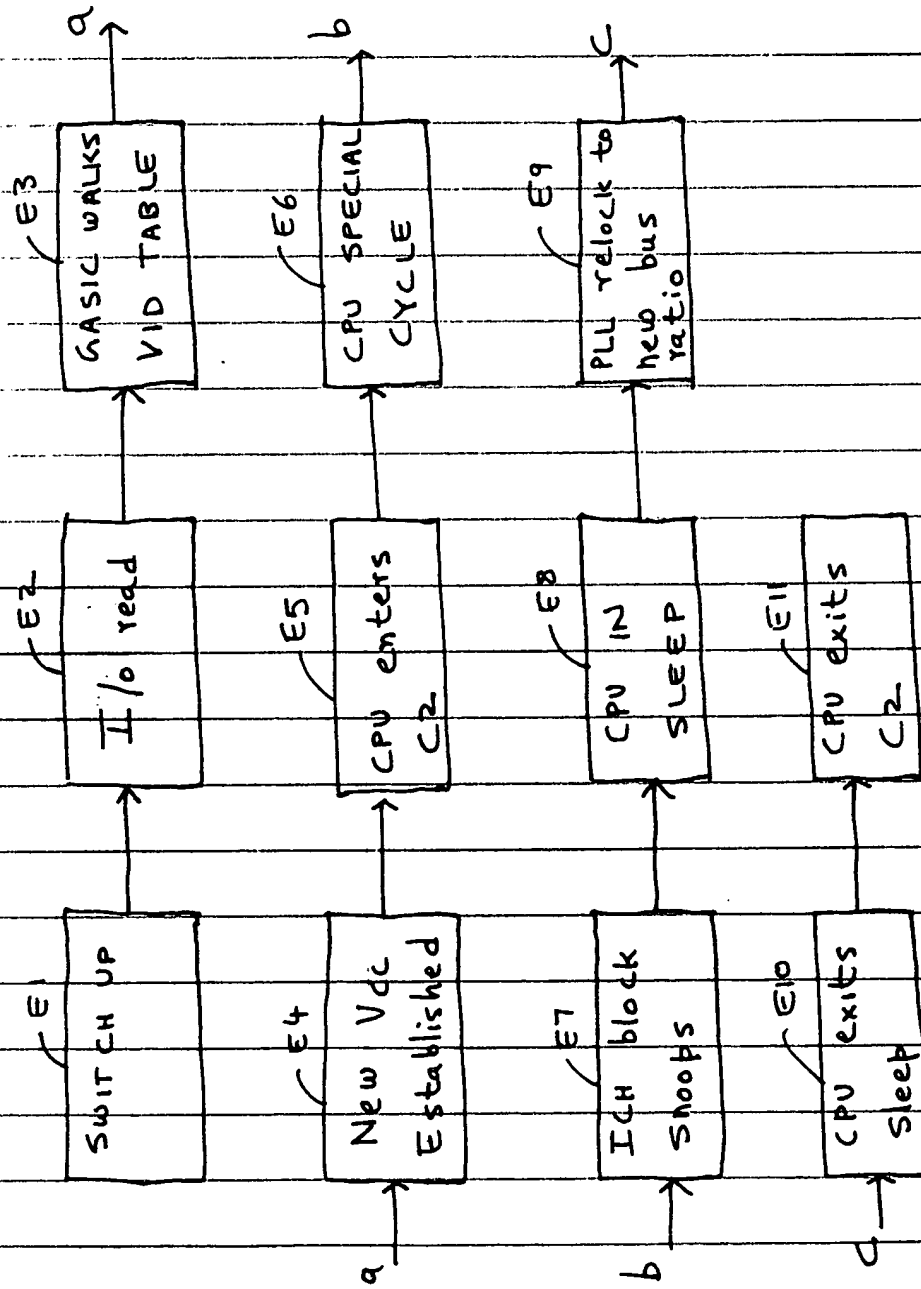 E1
SWITCH UP
E2
I/O read
E3
GASIC WALKS
VID TABLE
a
a
E4
New Vcc
Established
E5
CPU enters
C2
E6
CPU SPECIAL
CYCLE
b
b
E7
ICH block
Snoops
E8
CPU IN
SLEEP
E9
PLL relock to
new bus
ratio
c
c
E10
CPU exits
Sleep
E11
CPU exits
C2